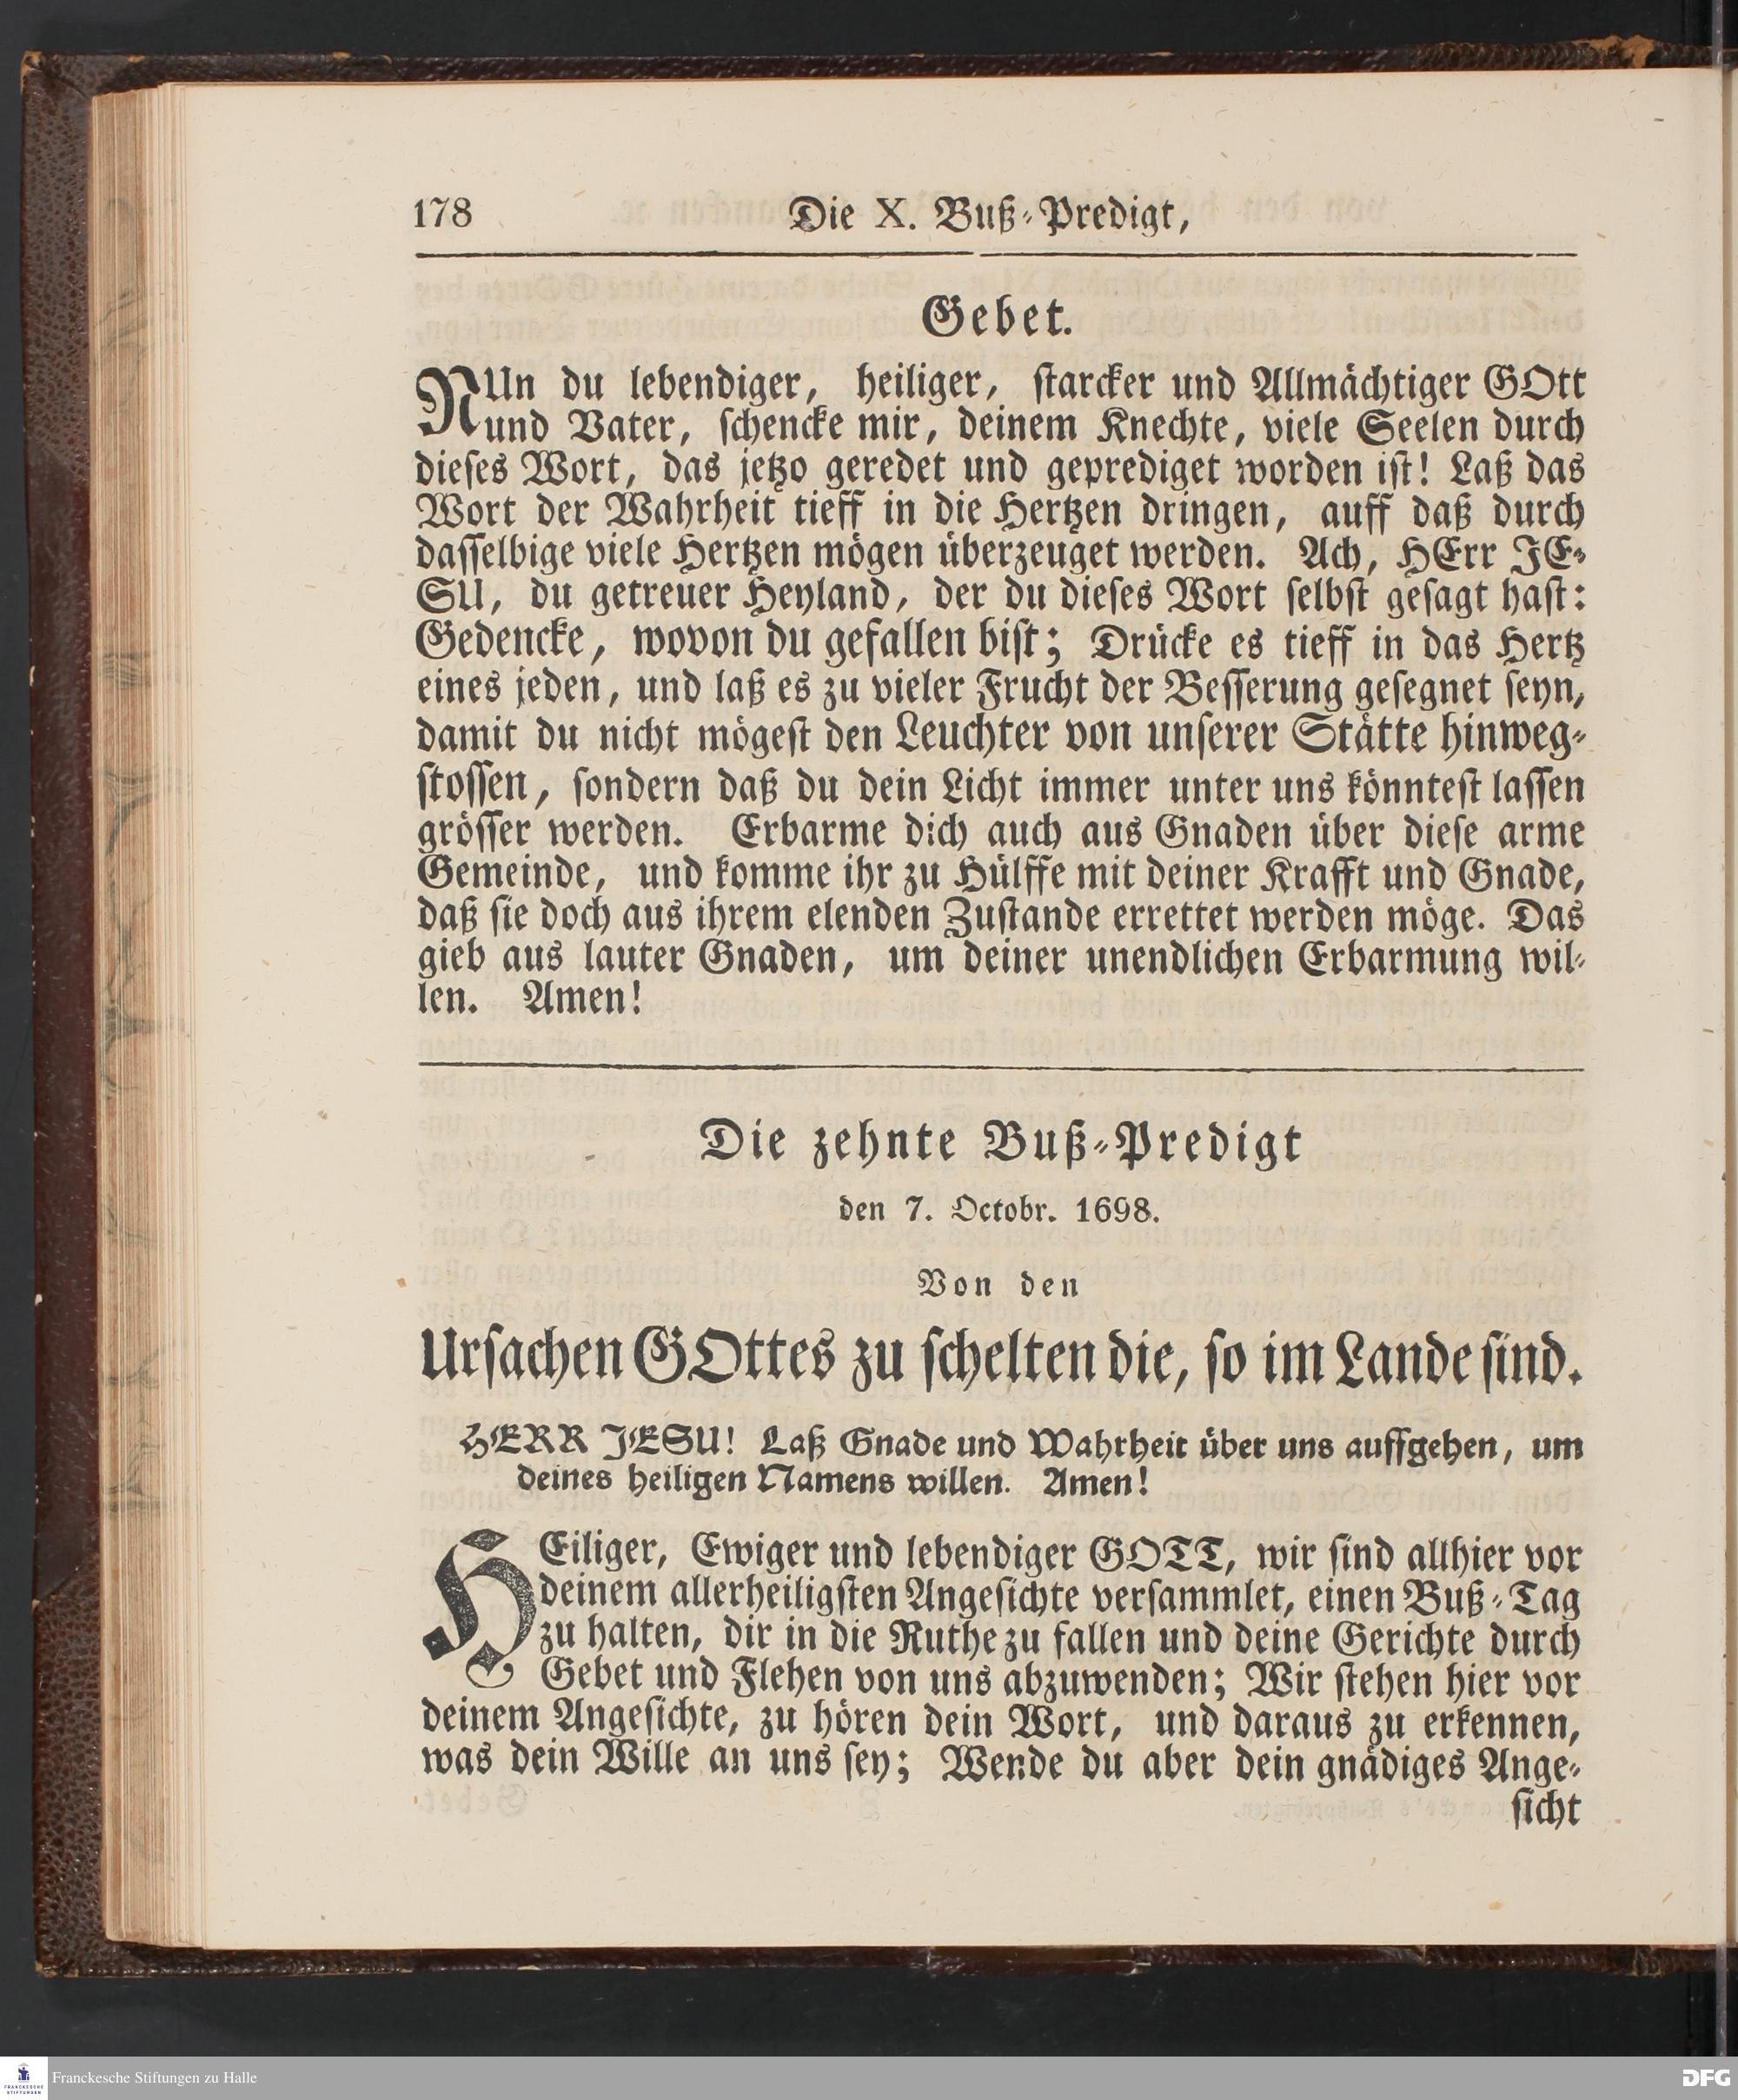 178 Die X. Buß-Predigt,
Gebet.
NUn du lebendiger, heiliger, starcker und Allmächtiger GOtt
und Vater, schencke mir, deinem Knechte, viele Seelen durch
dieses Wort, das jetzo geredet und geprediget worden ist! Laß das
Wort der Wahrheit tieff in die Hertzen dringen, auff daß durch
dasselbige viele Hertzen mögen überzeuget werden. Ach, HErr JE-
SU, du getreuer Heyland, der du dieses Wort selbst gesagt hast:
Gedencke, wovon du gefallen bist; Drücke es tieff in das Hertz
eines jeden, und laß es zu vieler Frucht der Besserung gesegnet seyn,
damit du nicht mögest den Leuchter von unserer Stätte hinweg-
stossen, sondern daß du dein Licht immer unter uns könntest lassen
grösser werden. Erbarme dich auch aus Gnaden über diese arme
Gemeinde, und komme ihr zu Hülffe mit deiner Krafft und Gnade,
daß sie doch aus ihrem elenden Zustande errettet werden möge. Das
gieb aus lauter Gnaden, um deiner unendlichen Erbarmung wil-
len. Amen!
Die zehnte Buß-Predigt
den 7. Octobr. 1698.
Von den
Ursachen GOttes zu schelten die, so im Lande sind.
HERR JESU! Laß Gnade und Wahrheit über uns auffgehen, um
deines heiligen Namens willen. Amen!
HEiliger, Ewiger und lebendiger GOTT, wir sind allhier vor
deinem allerheiligsten Angesichte versammlet, einen Buß-Tag
zu halten, dir in die Ruthe zu fallen und deine Gerichte durch
Gebet und Flehen von uns abzuwenden; Wir stehen hier vor
deinem Angesichte, zu hören dein Wort, und daraus zu erkennen,
was dein Wille an uns sey; Wende du aber dein gnädiges Ange-
sicht
FRANCKESCHE
STIFTUNGEN
Franckesche Stiftungen zu Halle
DFG